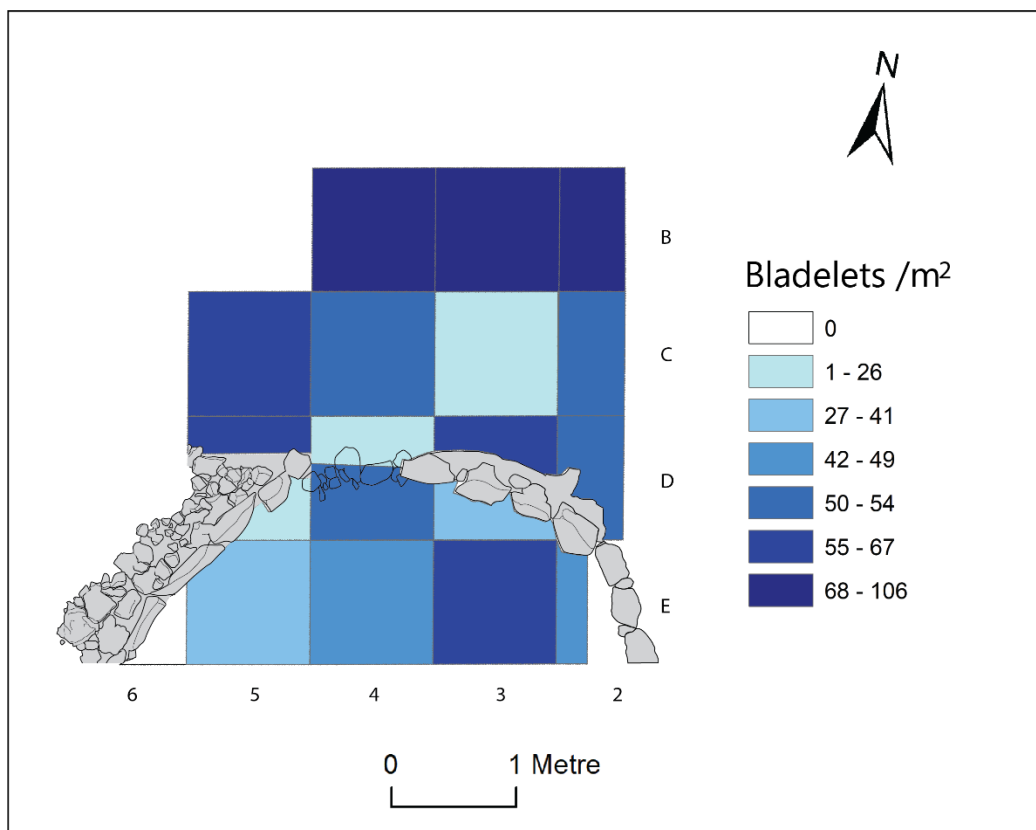 N
B
C
D
E
6 5 4 3 2
Bladelets /m²
0
1 - 26
27 - 41
42 - 49
50 - 54
55 - 67
68 - 106
0 1 Metre